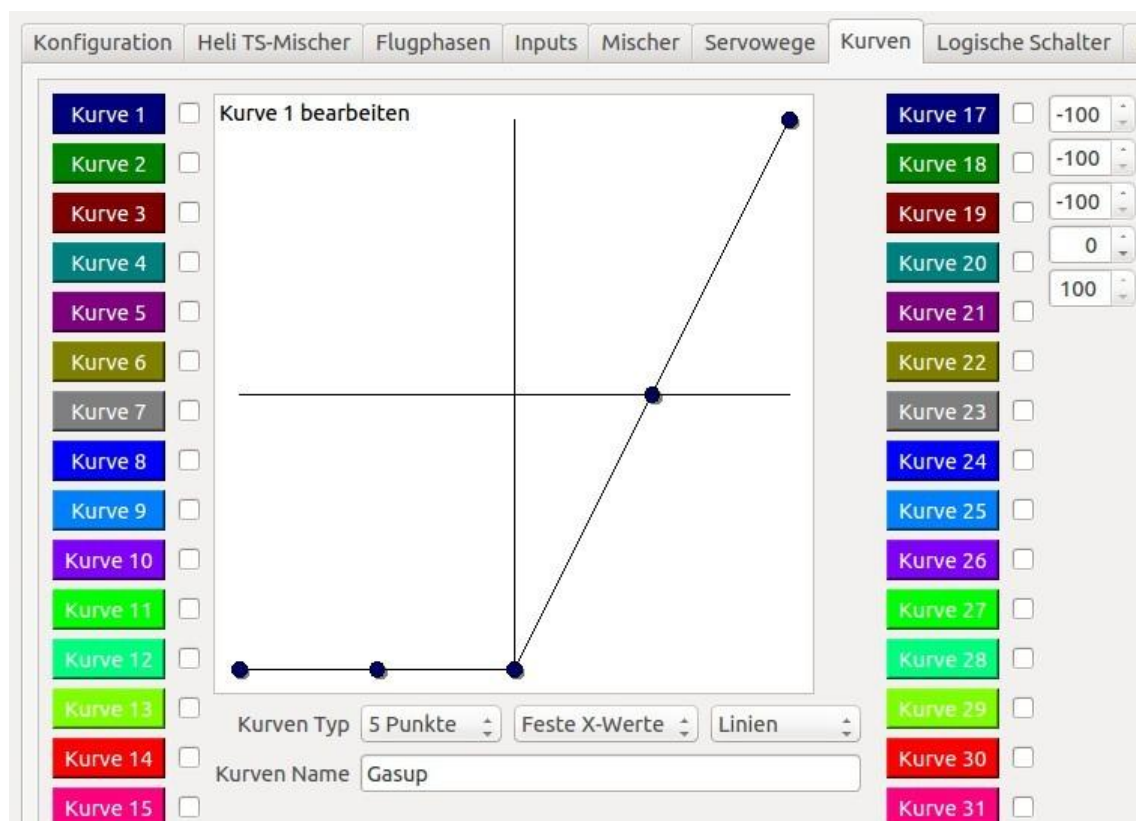 Konfiguration Heli TS-Mischer Flugphasen Inputs Mischer Servowege Kurven Logische Schalter
Kurve 1 bearbeiten
Kurve 1
Kurve 2
Kurve 3
Kurve 4
Kurve 5
Kurve 6
Kurve 7
Kurve 8
Kurve 9
Kurve 10
Kurve 11
Kurve 12
Kurve 13
Kurve 14
Kurve 15
Kurven Typ 5 Punkte Feste X-Werte Linien
Kurven Name Gasup
Kurve 17
Kurve 18
Kurve 19
Kurve 20
Kurve 21
Kurve 22
Kurve 23
Kurve 24
Kurve 25
Kurve 26
Kurve 27
Kurve 28
Kurve 29
Kurve 30
Kurve 31
-100
-100
-100
0
100